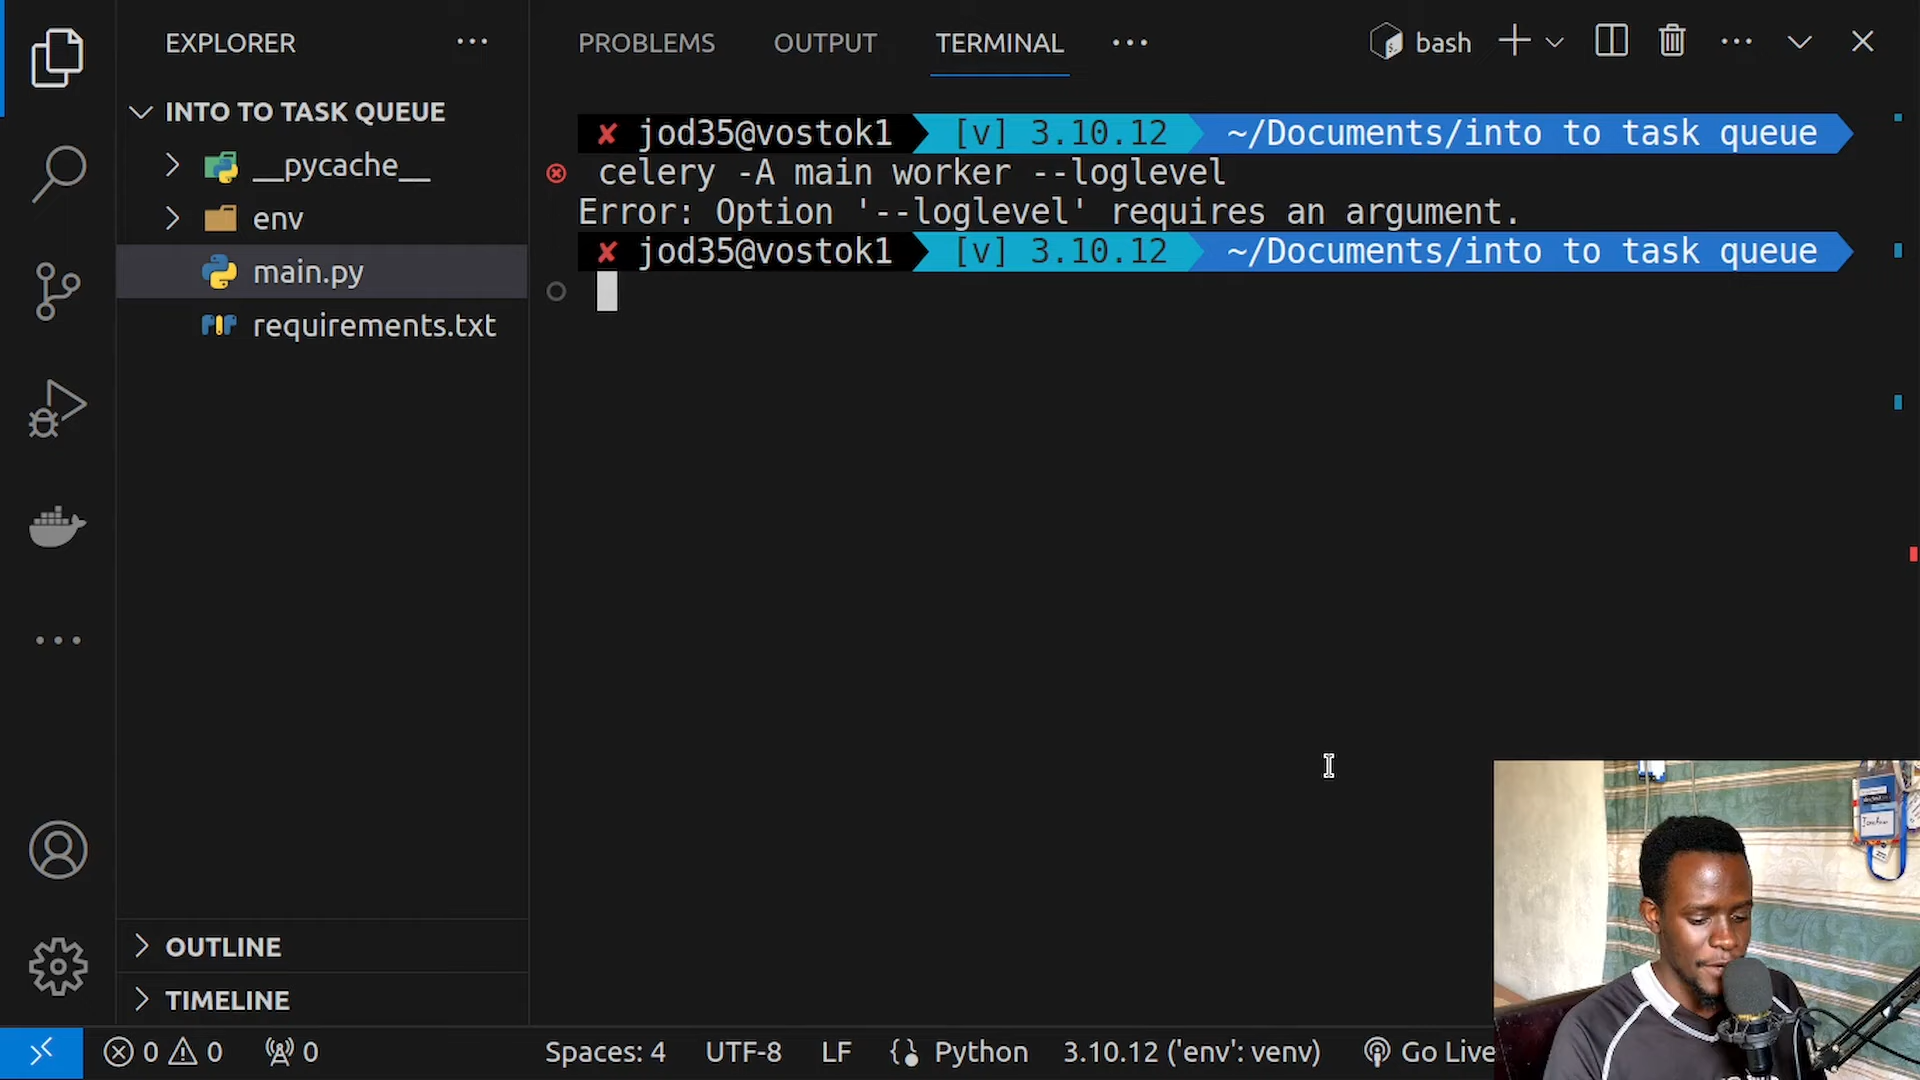 EXPLORER
INTO TO TASK QUEUE
__pycache__
env
main.py
requirements.txt
OUTLINE
TIMELINE
PROBLEMS OUTPUT TERMINAL
bash
✘ jod35@vostok1 [v] 3.10.12 ~/Documents/into to task queue
celery -A main worker --loglevel
Error: Option '--loglevel' requires an argument.
✘ jod35@vostok1 [v] 3.10.12 ~/Documents/into to task queue
0 0 0 Spaces: 4 UTF-8 LF Python 3.10.12 ('env': venv) Go Live